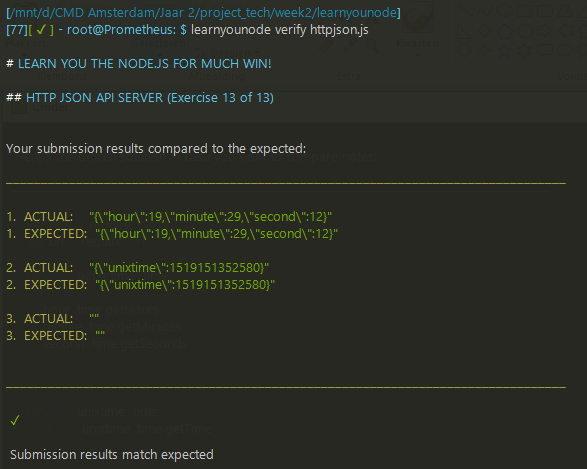 [/mnt/d/CMD Amsterdam/Jaar 2/project_tech/week2/learnyounode]
[77][ ✓ ] - root@Prometheus: $ learnyounode verify httpjson.js
# LEARN YOU THE NODE.JS FOR MUCH WIN!
## HTTP JSON API SERVER (Exercise 13 of 13)
Your submission results compared to the expected:
1. ACTUAL: "{\"hour\":19,\"minute\":29,\"second\":12}"
1. EXPECTED: "{\"hour\":19,\"minute\":29,\"second\":12}"
2. ACTUAL: "{\"unixtime\":1519151352580}"
2. EXPECTED: "{\"unixtime\":1519151352580}"
3. ACTUAL: ""
3. EXPECTED: ""
✓
Submission results match expected